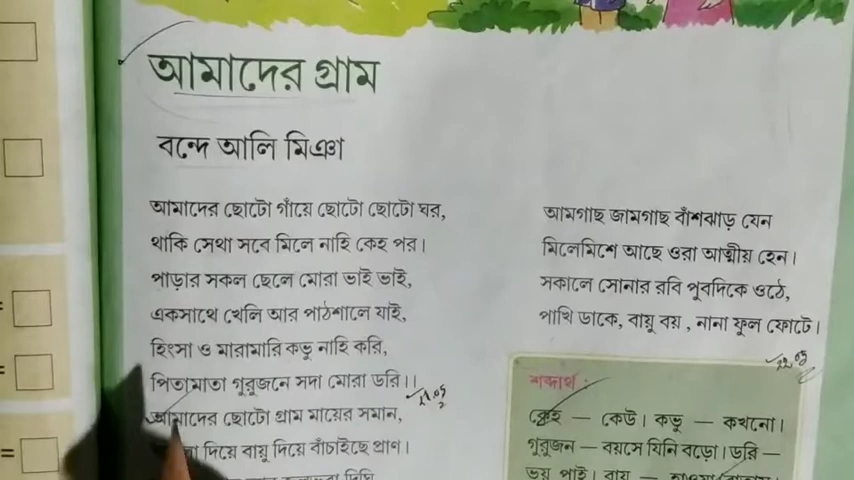 আমাদের গ্রাম
বন্দে আলি মিঞা
আমাদের ছোটো গাঁয়ে ছোটো ছোটো ঘর,
থাকি সেথা সবে মিলে নাহি কেহ পর।
পাড়ার সকল ছেলে মোরা ভাই ভাই,
একসাথে খেলি আর পাঠশালে যাই,
হিংসা ও মারামারি কভু নাহি করি,
পিতামাতা গুরুজনে সদা মোরা ডরি।।
আমাদের ছোটো গ্রাম মায়ের সমান,
দিয়ে বায়ু দিয়ে বাঁচাইছে প্রাণ।
দিঘি
আমগাছ জামগাছ বাঁশঝাড় যেন
মিলেমিশে আছে ওরা আত্মীয় হেন।
সকালে সোনার রবি পুবদিকে ওঠে,
পাখি ডাকে, বায়ু বয়, নানা ফুল ফোটে।
শব্দার্থ :
কেহ — কেউ। কভু — কখনো।
গুরুজন — বয়সে যিনি বড়ো। ডরি —
ভয় পাই। বায়ু —